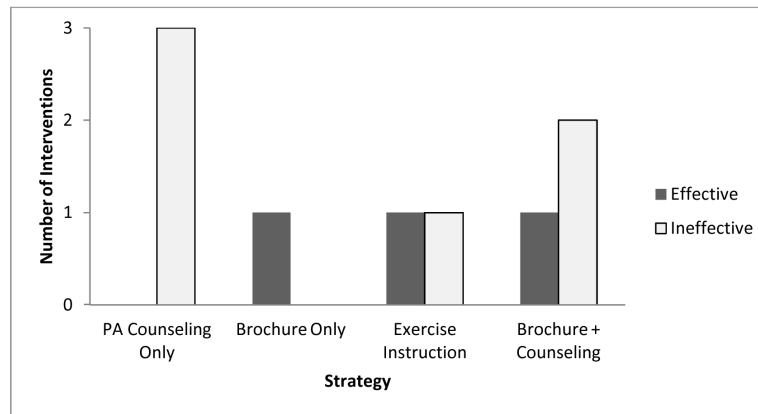 Number of Interventions
3
2
1
0
PA Counseling
Only
Brochure Only
Exercise
Instruction
Brochure +
Counseling
Strategy
Effective
Ineffective